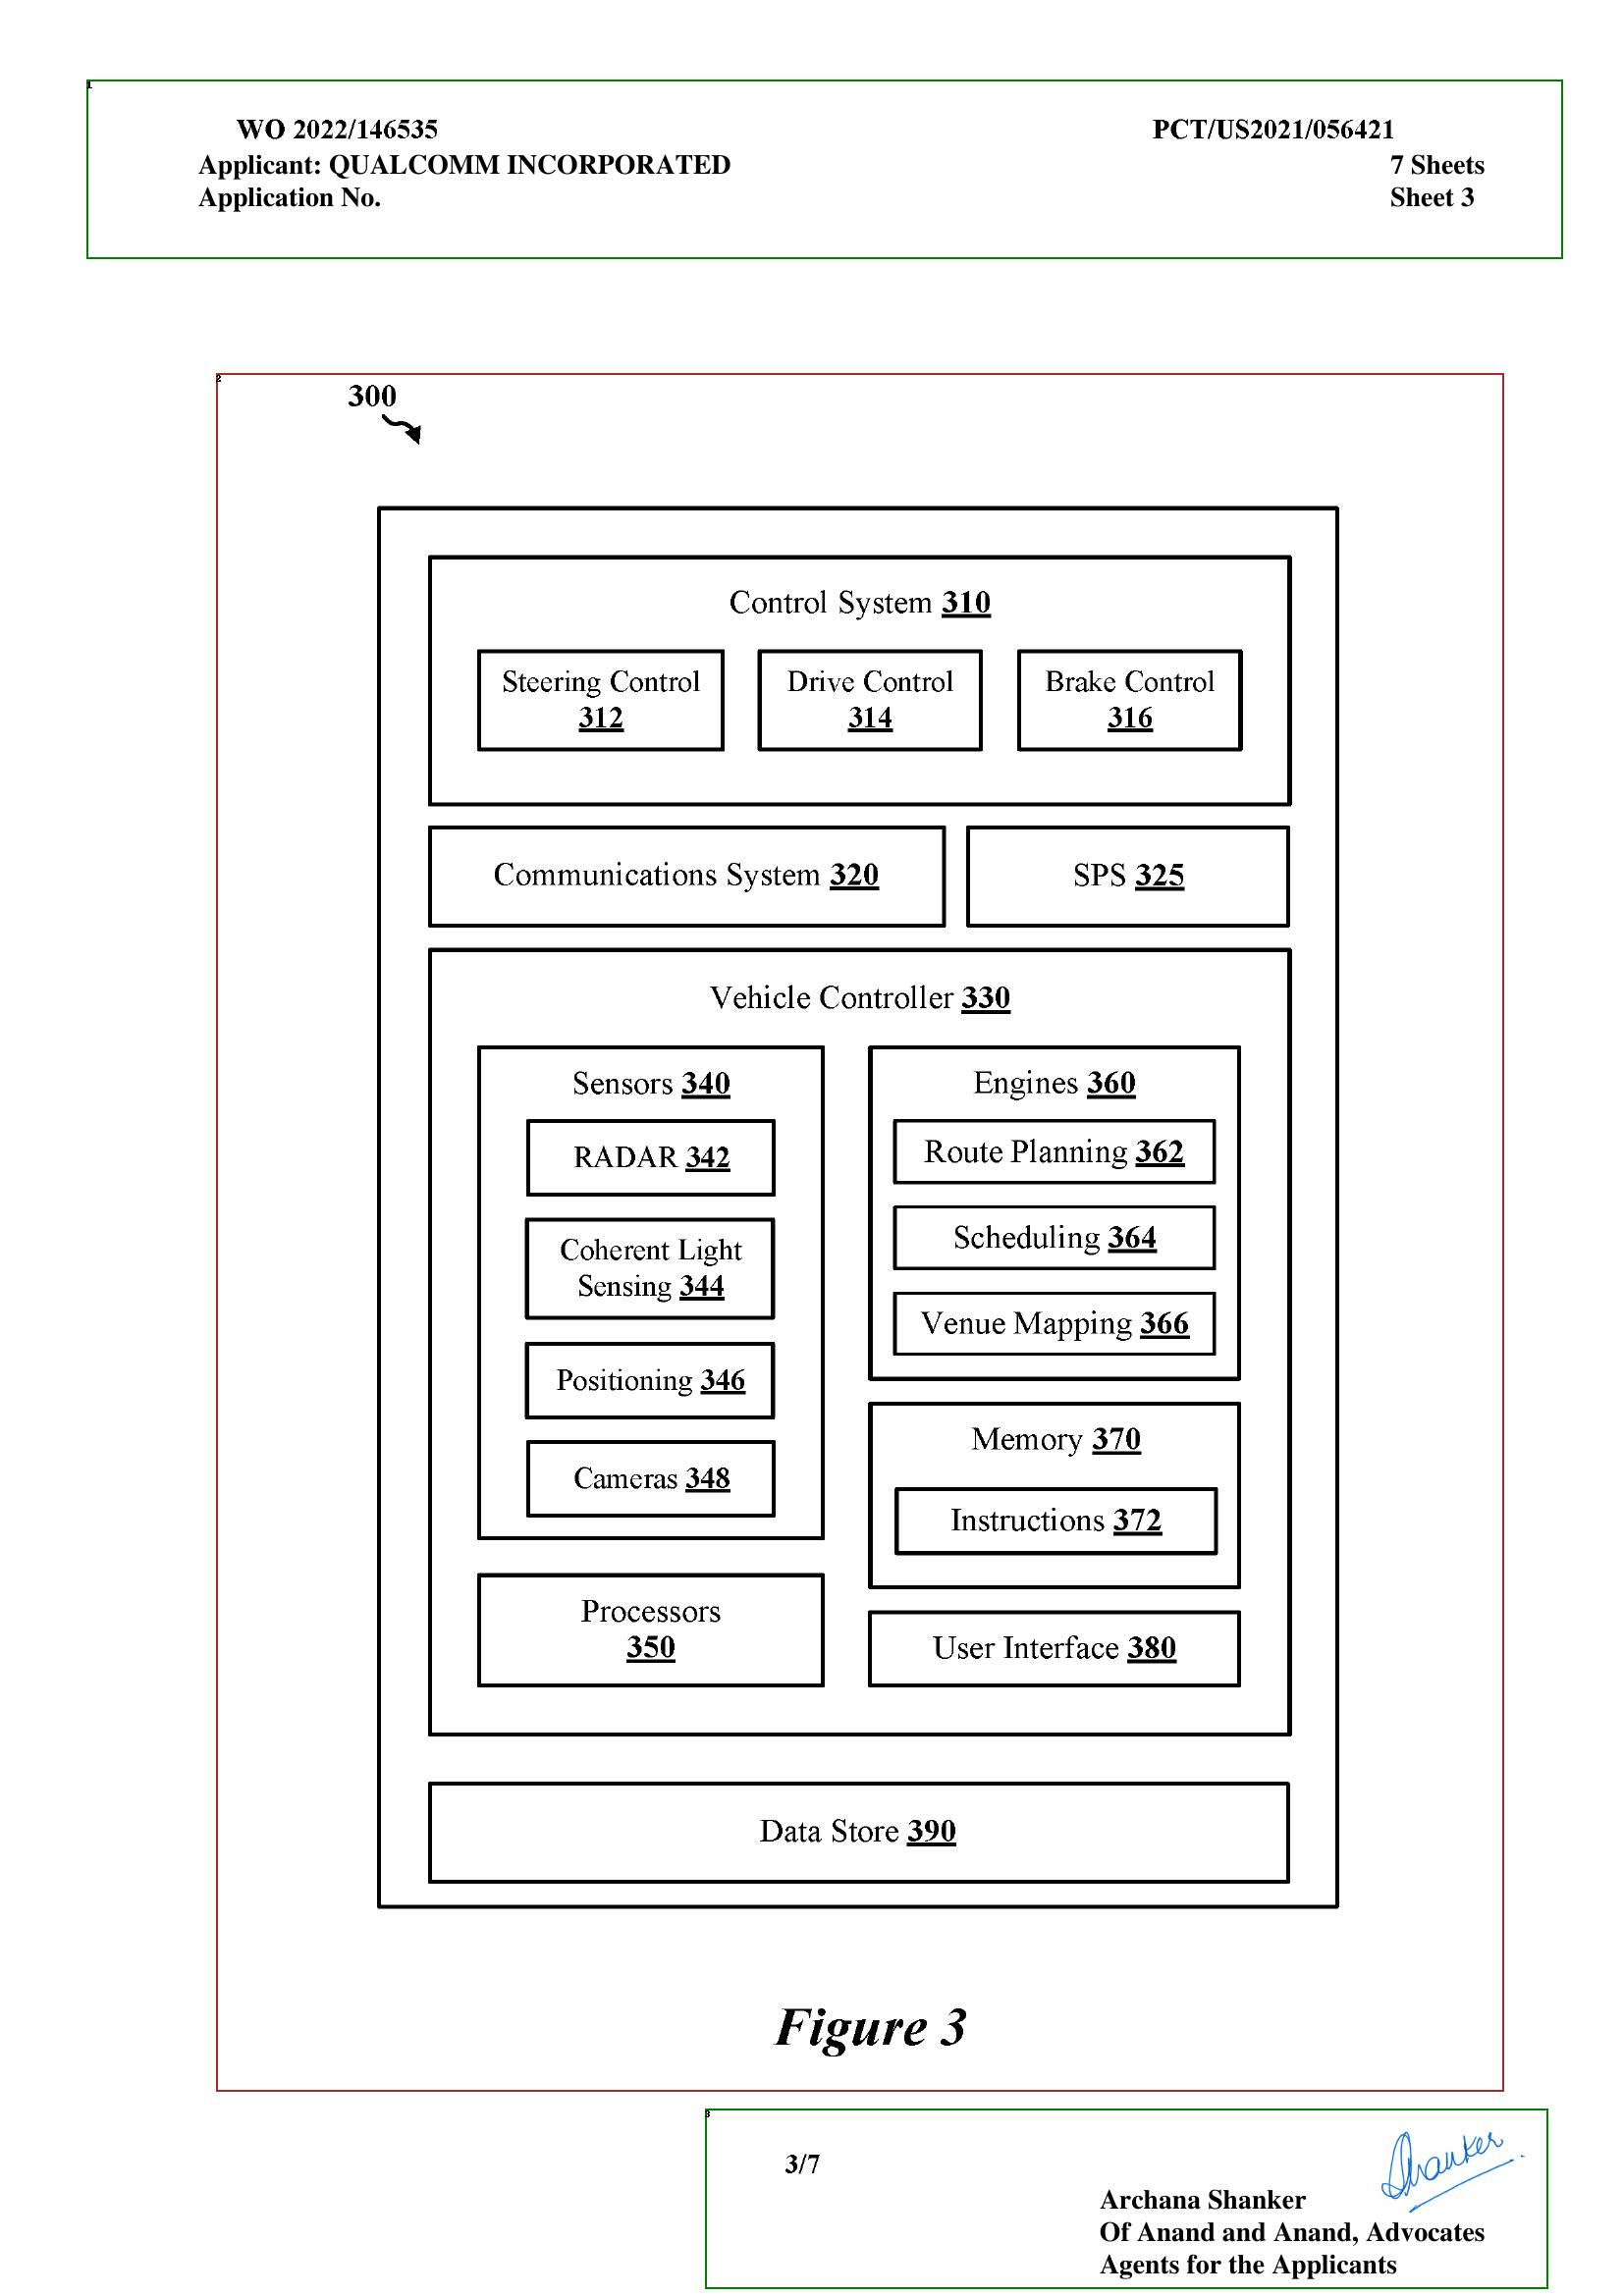 1
WO 2022/146535
PCT/US2021/056421
Applicant: QUALCOMM INCORPORATED
7 Sheets
Application No.
Sheet 3
2
300
Control System 310
Steering Control
312
Drive Control
314
Brake Control
316
Communications System 320
SPS 325
Vehicle Controller 330
Sensors 340
RADAR 342
Coherent Light
Sensing 344
Positioning 346
Cameras 348
Processors
350
Engines 360
Route Planning 362
Scheduling 364
Venue Mapping 366
Memory 370
Instructions 372
User Interface 380
Data Store 390
Figure 3
3
3/7
Shanker
Archana Shanker
Of Anand and Anand, Advocates
Agents for the Applicants